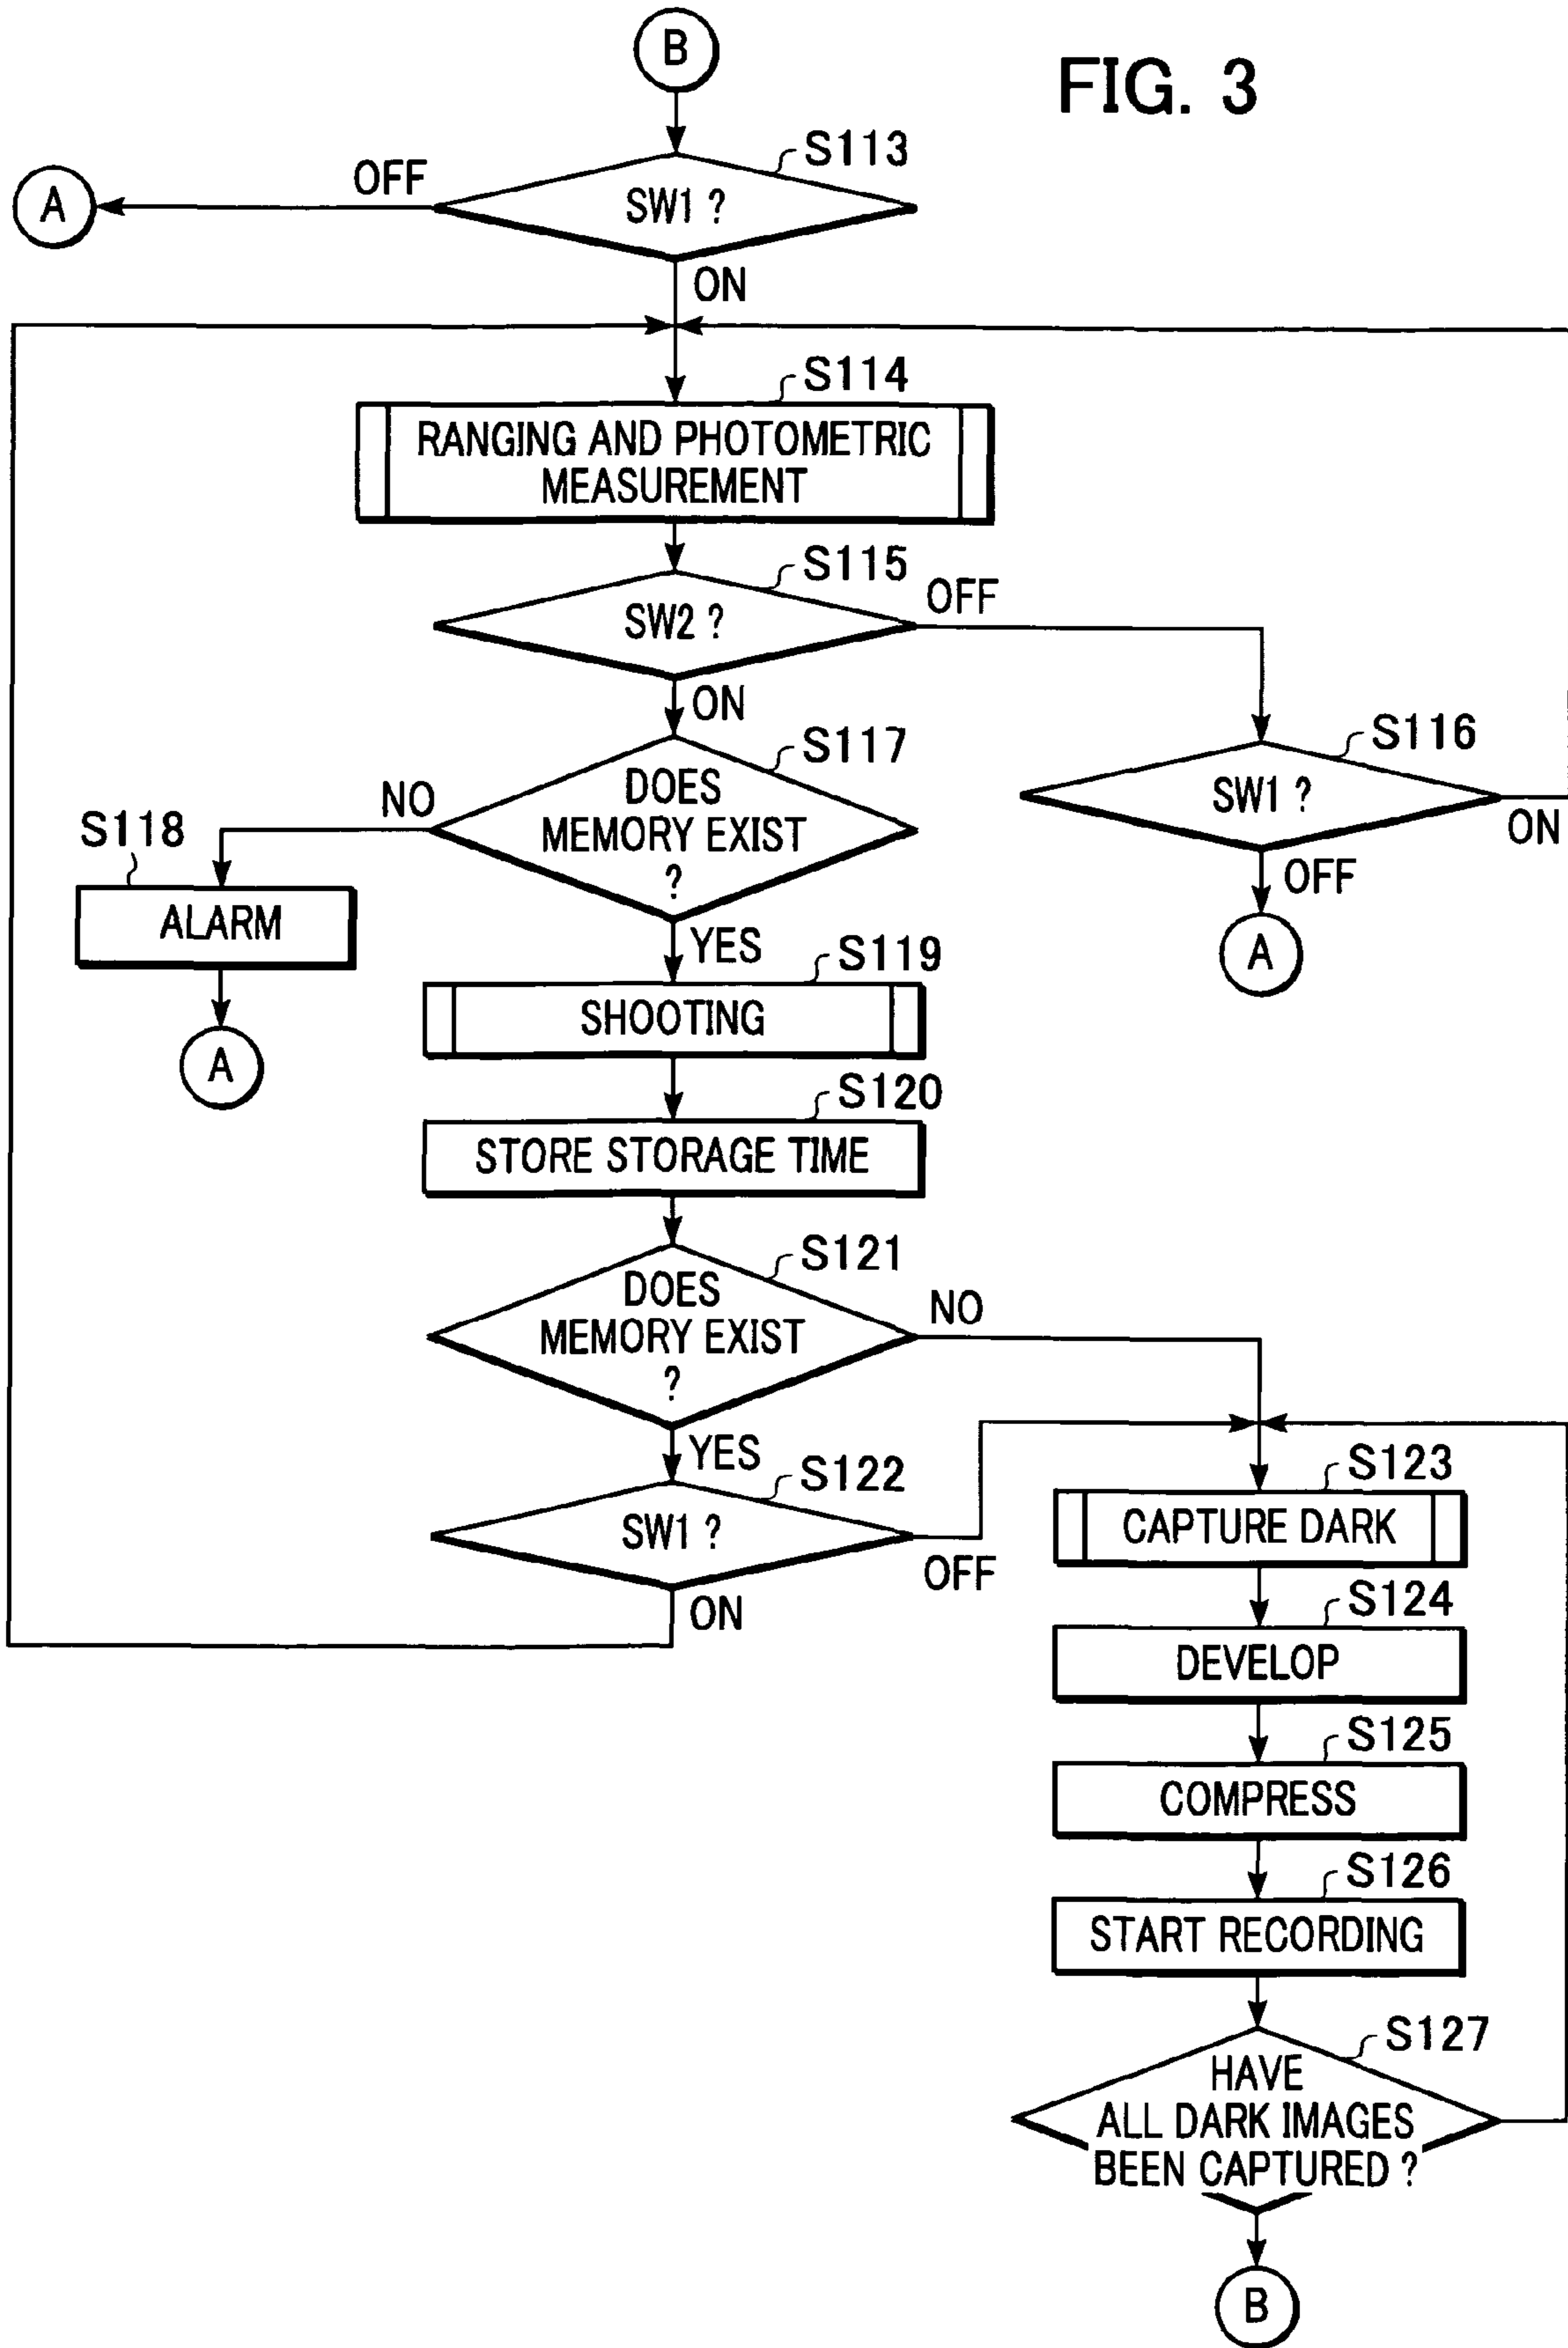 B
FIG. 3
S113
OFF
A
SW1 ?
ON
S114
RANGING AND PHOTOMETRIC
MEASUREMENT
S115
SW2 ?
OFF
ON
S117
DOES
MEMORY EXIST
?
NO
S116
SW1 ?
ON
OFF
A
S118
ALARM
A
YES
S119
SHOOTING
S120
STORE STORAGE TIME
S121
DOES
MEMORY EXIST
?
NO
YES
S122
SW1 ?
OFF
ON
S123
CAPTURE DARK
S124
DEVELOP
S125
COMPRESS
S126
START RECORDING
S127
HAVE
ALL DARK IMAGES
BEEN CAPTURED ?
B